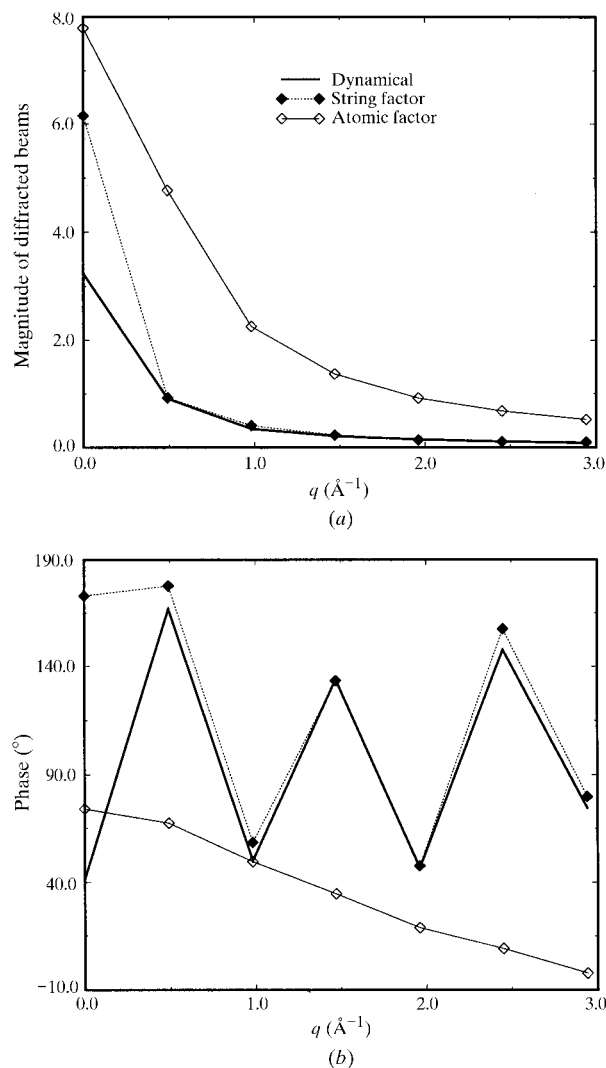 8.0
6.0
4.0
2.0
0.0
Magnitude of diffracted beams
Dynamical
String factor
Atomic factor
0.0 1.0 2.0 3.0
q (Å⁻¹)
(a)
190.0
140.0
90.0
40.0
−10.0
Phase (°)
0.0 1.0 2.0 3.0
q (Å⁻¹)
(b)